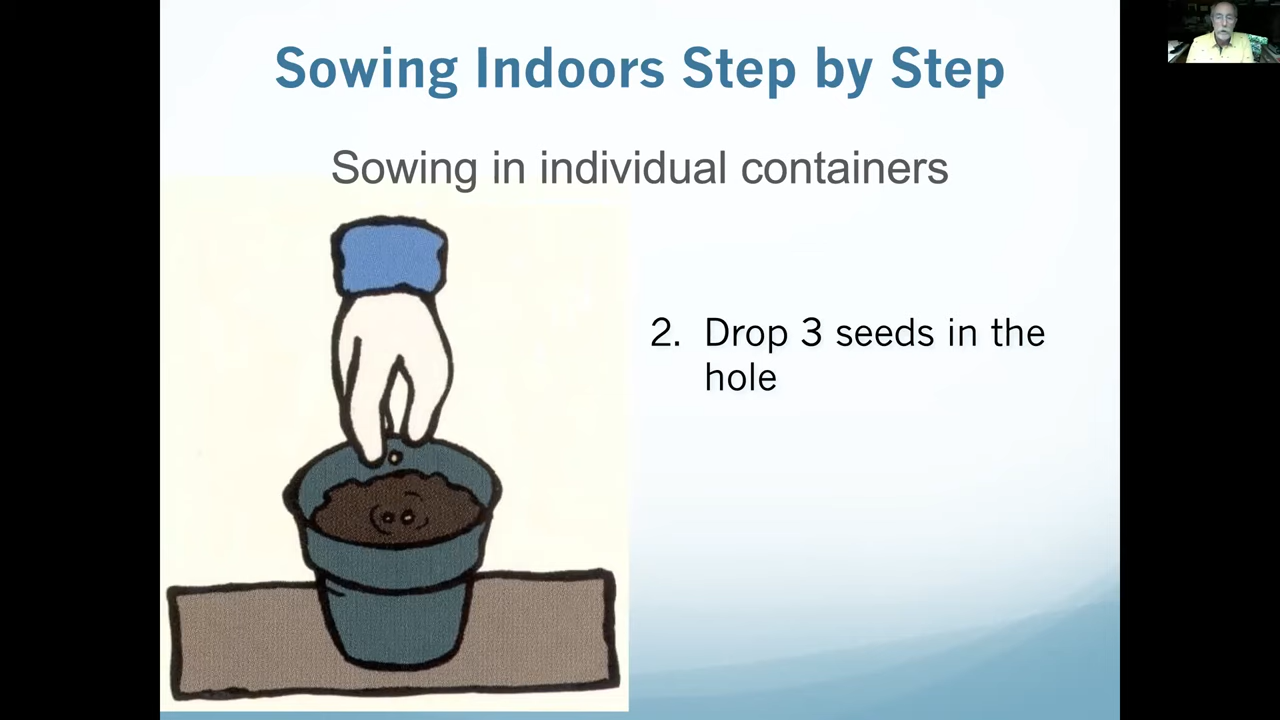 Sowing Indoors Step by Step
Sowing in individual containers
2. Drop 3 seeds in the
hole